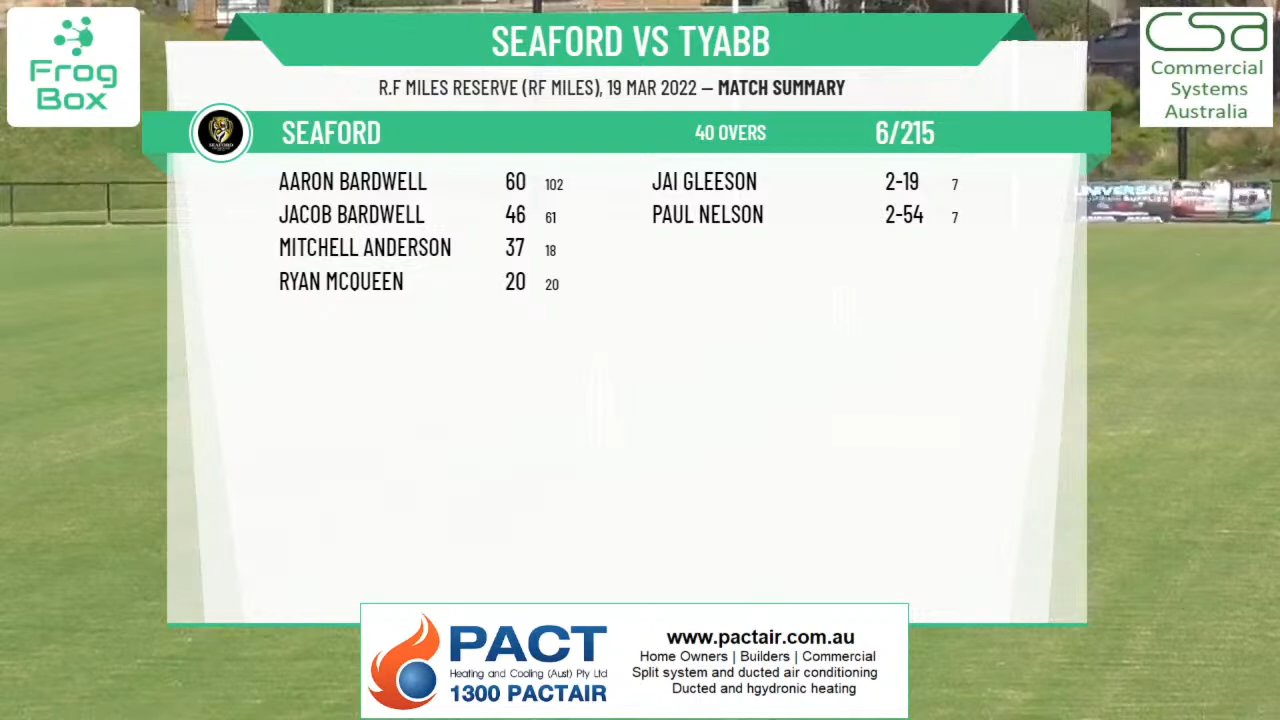 Frog
Box
SEAFORD VS TYABB
CSA
Commercial
Systems
Australia
R.F MILES RESERVE (RF MILES), 19 MAR 2022 – MATCH SUMMARY
SEAFORD 40 OVERS 6/215
AARON BARDWELL 60 102 JAI GLEESON 2-19 7
JACOB BARDWELL 46 61 PAUL NELSON 2-54 7
MITCHELL ANDERSON 37 18
RYAN MCQUEEN 20 20
SEAFORD
UNIVERSAL
PACT
Heating and Cooling (Aust) Pty Ltd
1300 PACTAIR
www.pactair.com.au
Home Owners | Builders | Commercial
Split system and ducted air conditioning
Ducted and hgydronic heating